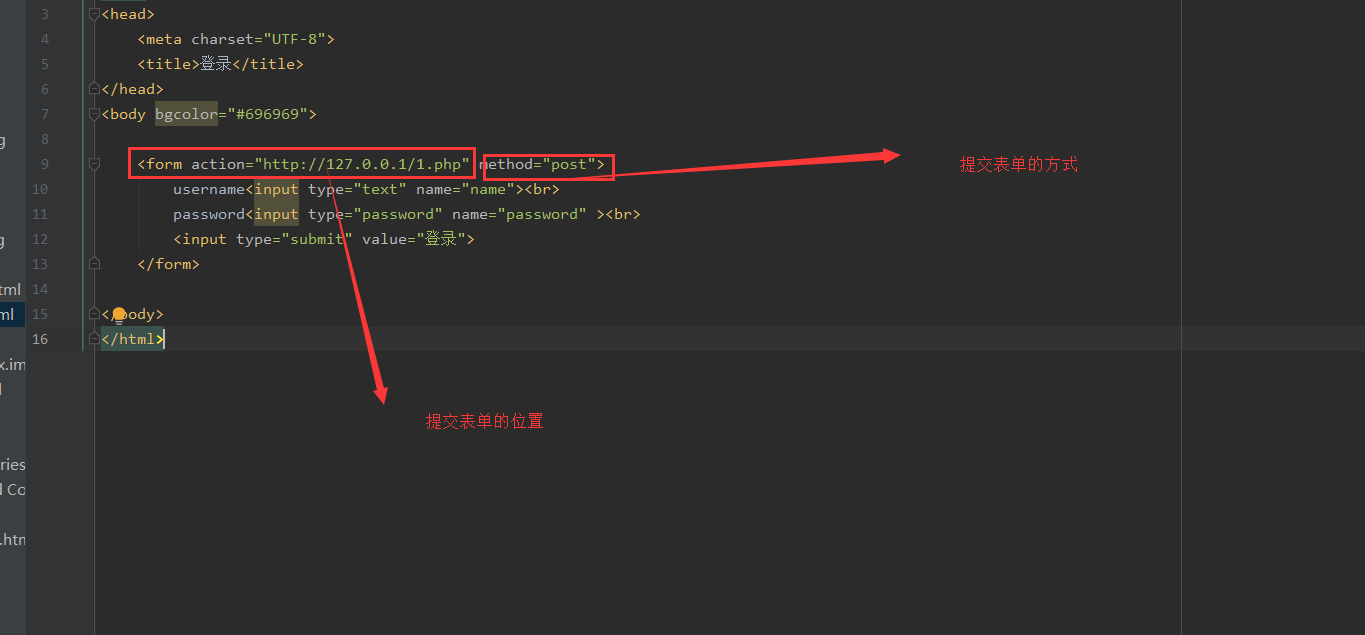 3 <head>
4 <meta charset="UTF-8">
5 <title>登录</title>
6 </head>
7 <body bgcolor="#696969">
g 8
9 <form action="http://127.0.0.1/1.php" method="post"> 提交表单的方式
10 username<input type="text" name="name"><br>
11 password<input type="password" name="password" ><br>
g 12 <input type="submit" value="登录">
13 </form>
tml 14
ml 15 </body>
16 </html>
x.im
提交表单的位置
ries
d Co
.htn